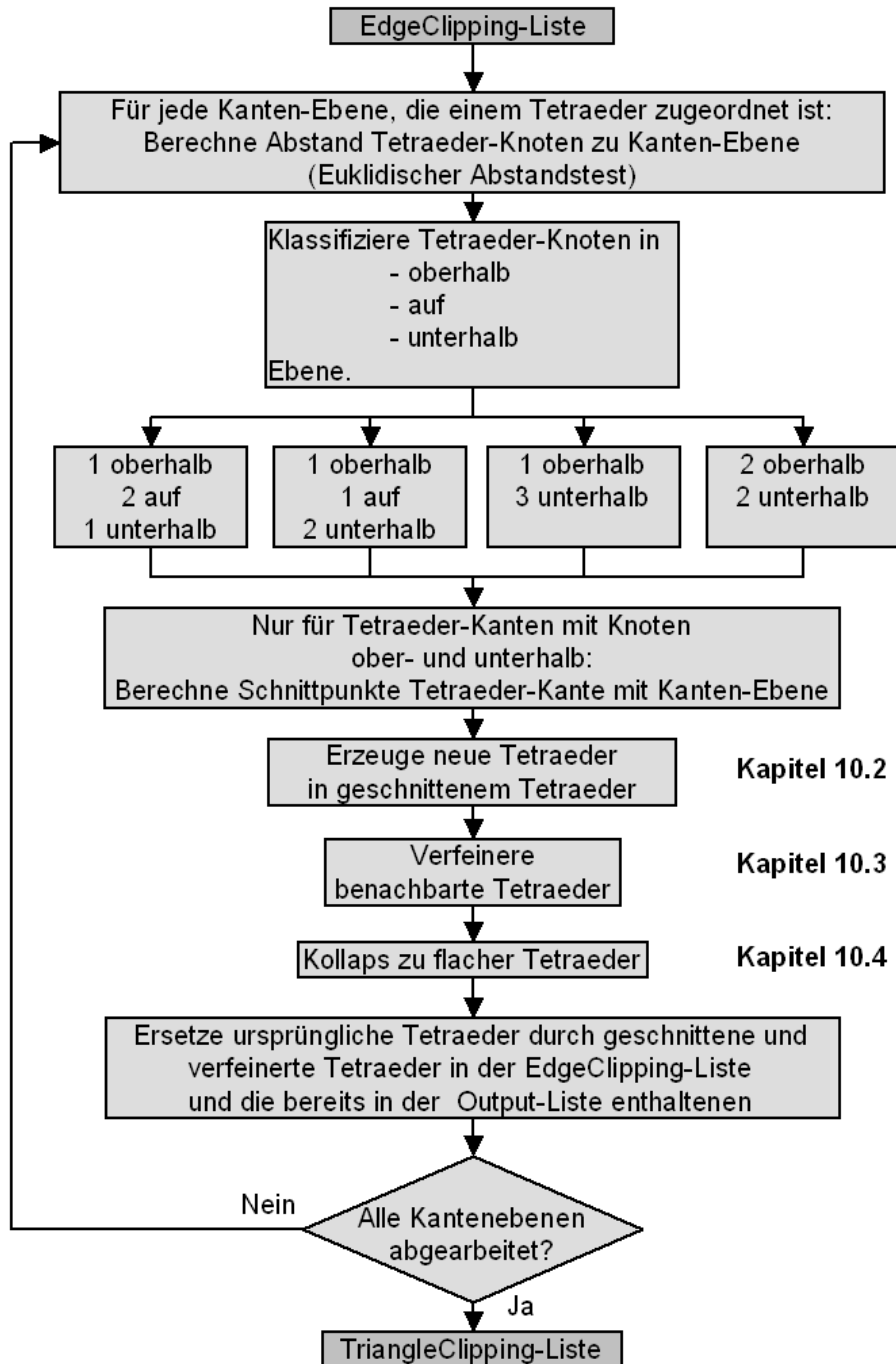 EdgeClipping-Liste
Für jede Kanten-Ebene, die einem Tetraeder zugeordnet ist:
Berechne Abstand Tetraeder-Knoten zu Kanten-Ebene
(Euklidischer Abstandstest)
Klassifiziere Tetraeder-Knoten in
- oberhalb
- auf
- unterhalb
Ebene.
1 oberhalb
2 auf
1 unterhalb
1 oberhalb
1 auf
2 unterhalb
1 oberhalb
3 unterhalb
2 oberhalb
2 unterhalb
Nur für Tetraeder-Kanten mit Knoten
ober- und unterhalb:
Berechne Schnittpunkte Tetraeder-Kante mit Kanten-Ebene
Erzeuge neue Tetraeder
in geschnittenem Tetraeder
Kapitel 10.2
Verfeinere
benachbarte Tetraeder
Kapitel 10.3
Kollaps zu flacher Tetraeder
Kapitel 10.4
Ersetze ursprüngliche Tetraeder durch geschnittene und
verfeinerte Tetraeder in der EdgeClipping-Liste
und die bereits in der Output-Liste enthaltenen
Nein
Alle Kantenebenen
abgearbeitet?
Ja
TriangleClipping-Liste